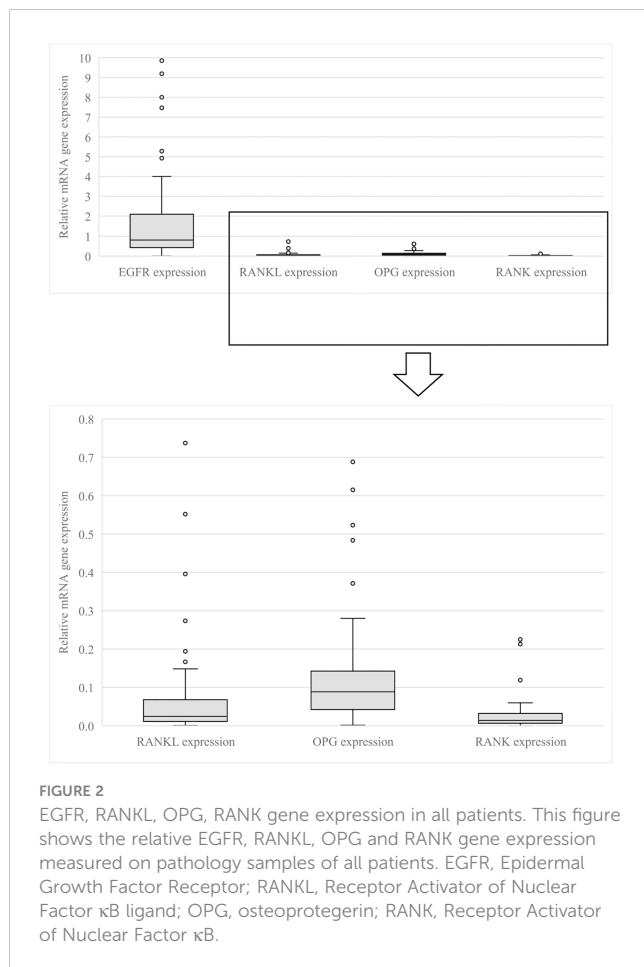 10
9
8
7
6
5
4
3
2
1
0
Relative mRNA gene expression
EGFR expression RANKL expression OPG expression RANK expression
0.8
0.7
0.6
0.5
0.4
0.3
0.2
0.1
0.0
Relative mRNA gene expression
RANKL expression OPG expression RANK expression
FIGURE 2
EGFR, RANKL, OPG, RANK gene expression in all patients. This figure
shows the relative EGFR, RANKL, OPG and RANK gene expression
measured on pathology samples of all patients. EGFR, Epidermal
Growth Factor Receptor; RANKL, Receptor Activator of Nuclear
Factor κB ligand; OPG, osteoprotegerin; RANK, Receptor Activator
of Nuclear Factor κB.